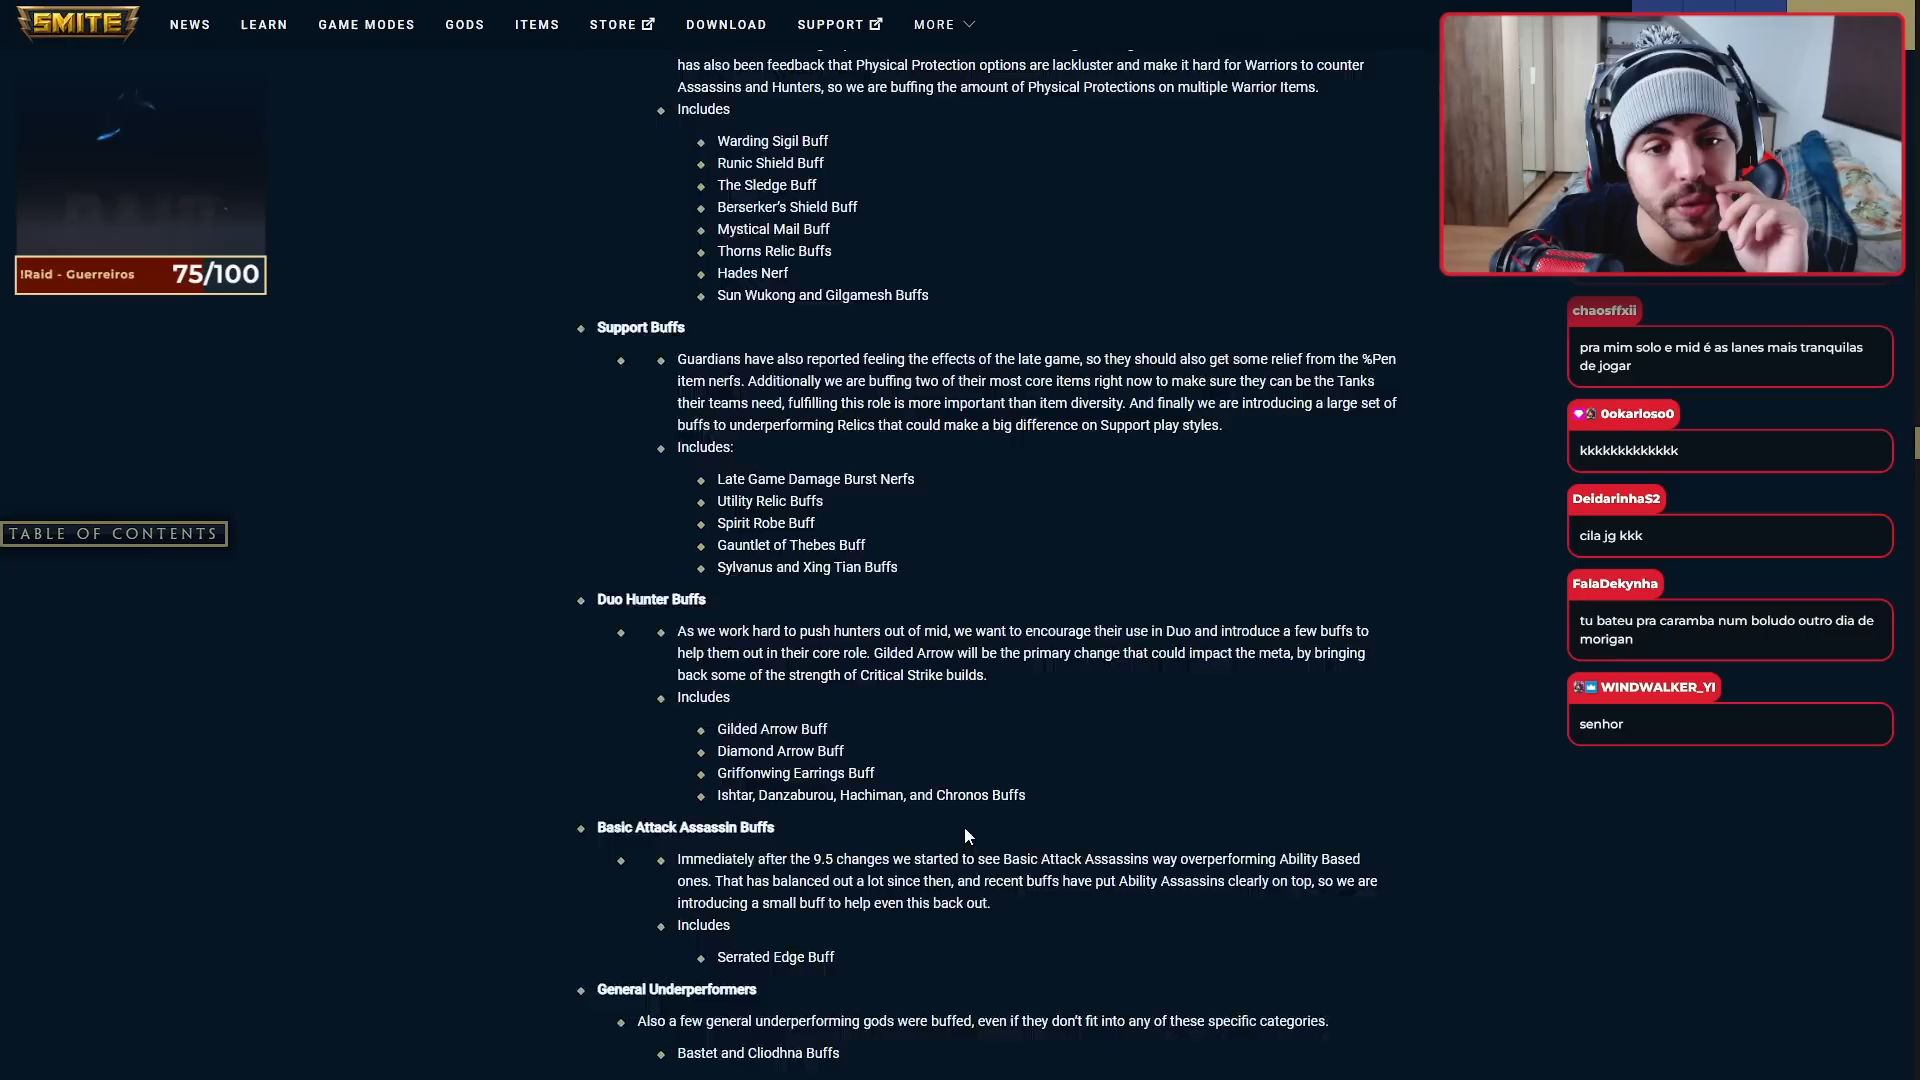 SMITE
NEWS LEARN GAME MODES GODS ITEMS STORE DOWNLOAD SUPPORT MORE
has also been feedback that Physical Protection options are lackluster and make it hard for Warriors to counter
Assassins and Hunters, so we are buffing the amount of Physical Protections on multiple Warrior Items.
Includes
Warding Sigil Buff
Runic Shield Buff
The Sledge Buff
Berserker's Shield Buff
Mystical Mail Buff
Thorns Relic Buffs
Hades Nerf
Sun Wukong and Gilgamesh Buffs
Support Buffs
Guardians have also reported feeling the effects of the late game, so they should also get some relief from the %Pen
item nerfs. Additionally we are buffing two of their most core items right now to make sure they can be the Tanks
their teams need, fulfilling this role is more important than item diversity. And finally we are introducing a large set of
buffs to underperforming Relics that could make a big difference on Support play styles.
Includes:
Late Game Damage Burst Nerfs
Utility Relic Buffs
Spirit Robe Buff
Gauntlet of Thebes Buff
Sylvanus and Xing Tian Buffs
Duo Hunter Buffs
As we work hard to push hunters out of mid, we want to encourage their use in Duo and introduce a few buffs to
help them out in their core role. Gilded Arrow will be the primary change that could impact the meta, by bringing
back some of the strength of Critical Strike builds.
Includes
Gilded Arrow Buff
Diamond Arrow Buff
Griffonwing Earrings Buff
Ishtar, Danzaburou, Hachiman, and Chronos Buffs
Basic Attack Assassin Buffs
Immediately after the 9.5 changes we started to see Basic Attack Assassins way overperforming Ability Based
ones. That has balanced out a lot since then, and recent buffs have put Ability Assassins clearly on top, so we are
introducing a small buff to help even this back out.
Includes
Serrated Edge Buff
General Underperformers
Also a few general underperforming gods were buffed, even if they don't fit into any of these specific categories.
Bastet and Cliodhna Buffs
!Raid - Guerreiros 75/100
TABLE OF CONTENTS
chaosffxii
pra mim solo e mid é as lanes mais tranquilas
de jogar
0okarloso0
kkkkkkkkkkkkk
DeidarinhaS2
cila jg kkk
FalaDekynha
tu bateu pra caramba num boludo outro dia de
morigan
WINDWALKER_YI
senhor